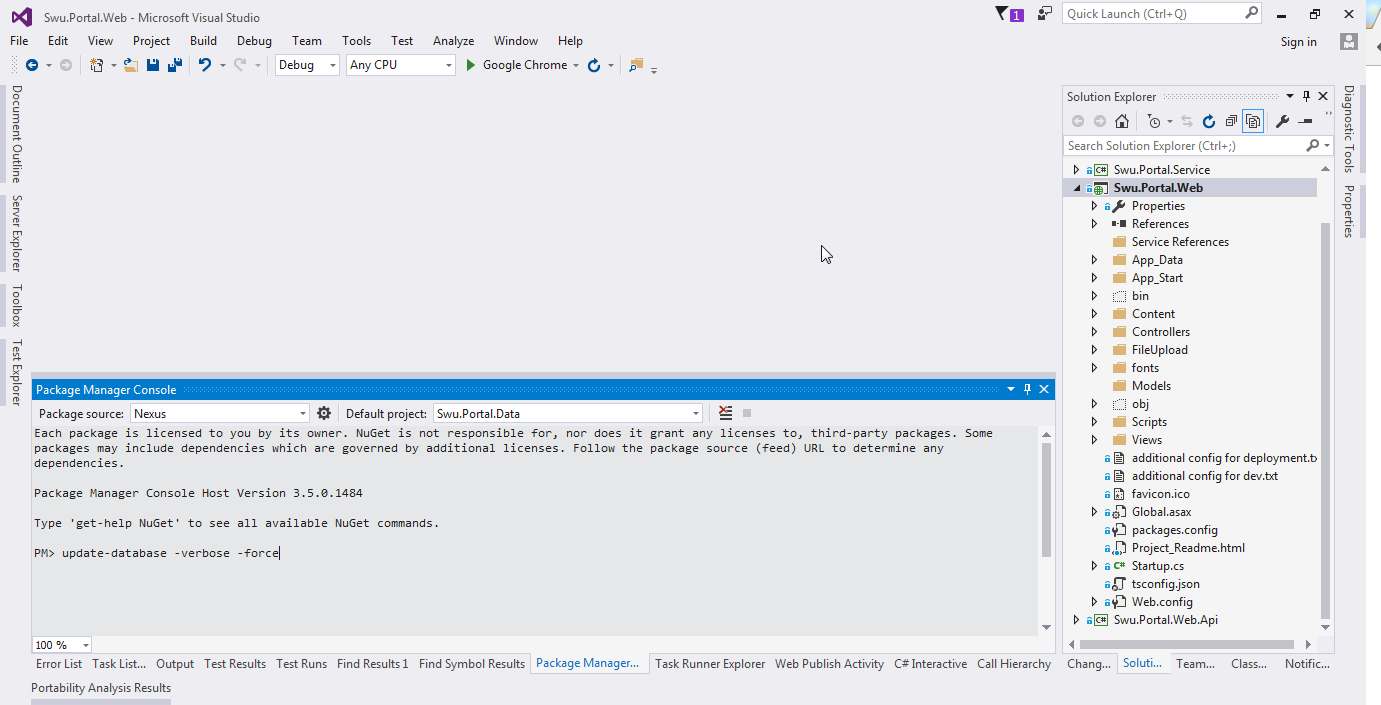 Swu.Portal.Web - Microsoft Visual Studio
1
Quick Launch (Ctrl+Q)
File Edit View Project Build Debug Team Tools Test Analyze Window Help
Sign in
Debug Any CPU Google Chrome
Document Outline
Server Explorer
Toolbox
Test Explorer
Package Manager Console
Package source: Nexus Default project: Swu.Portal.Data
Each package is licensed to you by its owner. NuGet is not responsible for, nor does it grant any licenses to, third-party packages. Some
packages may include dependencies which are governed by additional licenses. Follow the package source (feed) URL to determine any
dependencies.
Package Manager Console Host Version 3.5.0.1484
Type 'get-help NuGet' to see all available NuGet commands.
PM> update-database -verbose -force
100 %
Error List Task List... Output Test Results Test Runs Find Results 1 Find Symbol Results Package Manager... Task Runner Explorer Web Publish Activity C# Interactive Call Hierarchy
Portability Analysis Results
Solution Explorer
Search Solution Explorer (Ctrl+;)
C# Swu.Portal.Service
Swu.Portal.Web
Properties
References
Service References
App_Data
App_Start
bin
Content
Controllers
FileUpload
fonts
Models
obj
Scripts
Views
additional config for deployment.tx
additional config for dev.txt
favicon.ico
Global.asax
packages.config
Project_Readme.html
C# Startup.cs
tsconfig.json
Web.config
C# Swu.Portal.Web.Api
Chang... Soluti... Team... Class... Notific...
Diagnostic Tools
Properties